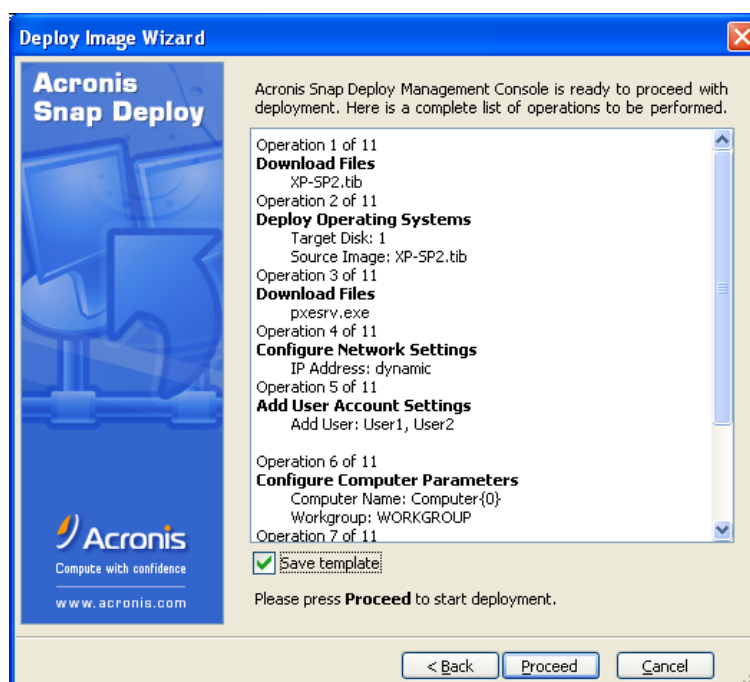 Deploy Image Wizard
Acronis
Snap Deploy
Acronis Snap Deploy Management Console is ready to proceed with
deployment. Here is a complete list of operations to be performed.
Operation 1 of 11
Download Files
XP-SP2.tib
Operation 2 of 11
Deploy Operating Systems
Target Disk: 1
Source Image: XP-SP2.tib
Operation 3 of 11
Download Files
pxesrv.exe
Operation 4 of 11
Configure Network Settings
IP Address: dynamic
Operation 5 of 11
Add User Account Settings
Add User: User1, User2
Operation 6 of 11
Configure Computer Parameters
Computer Name: Computer{0}
Workgroup: WORKGROUP
Operation 7 of 11
Save template
Please press Proceed to start deployment.
Acronis
Compute with confidence
www.acronis.com
< Back
Proceed
Cancel